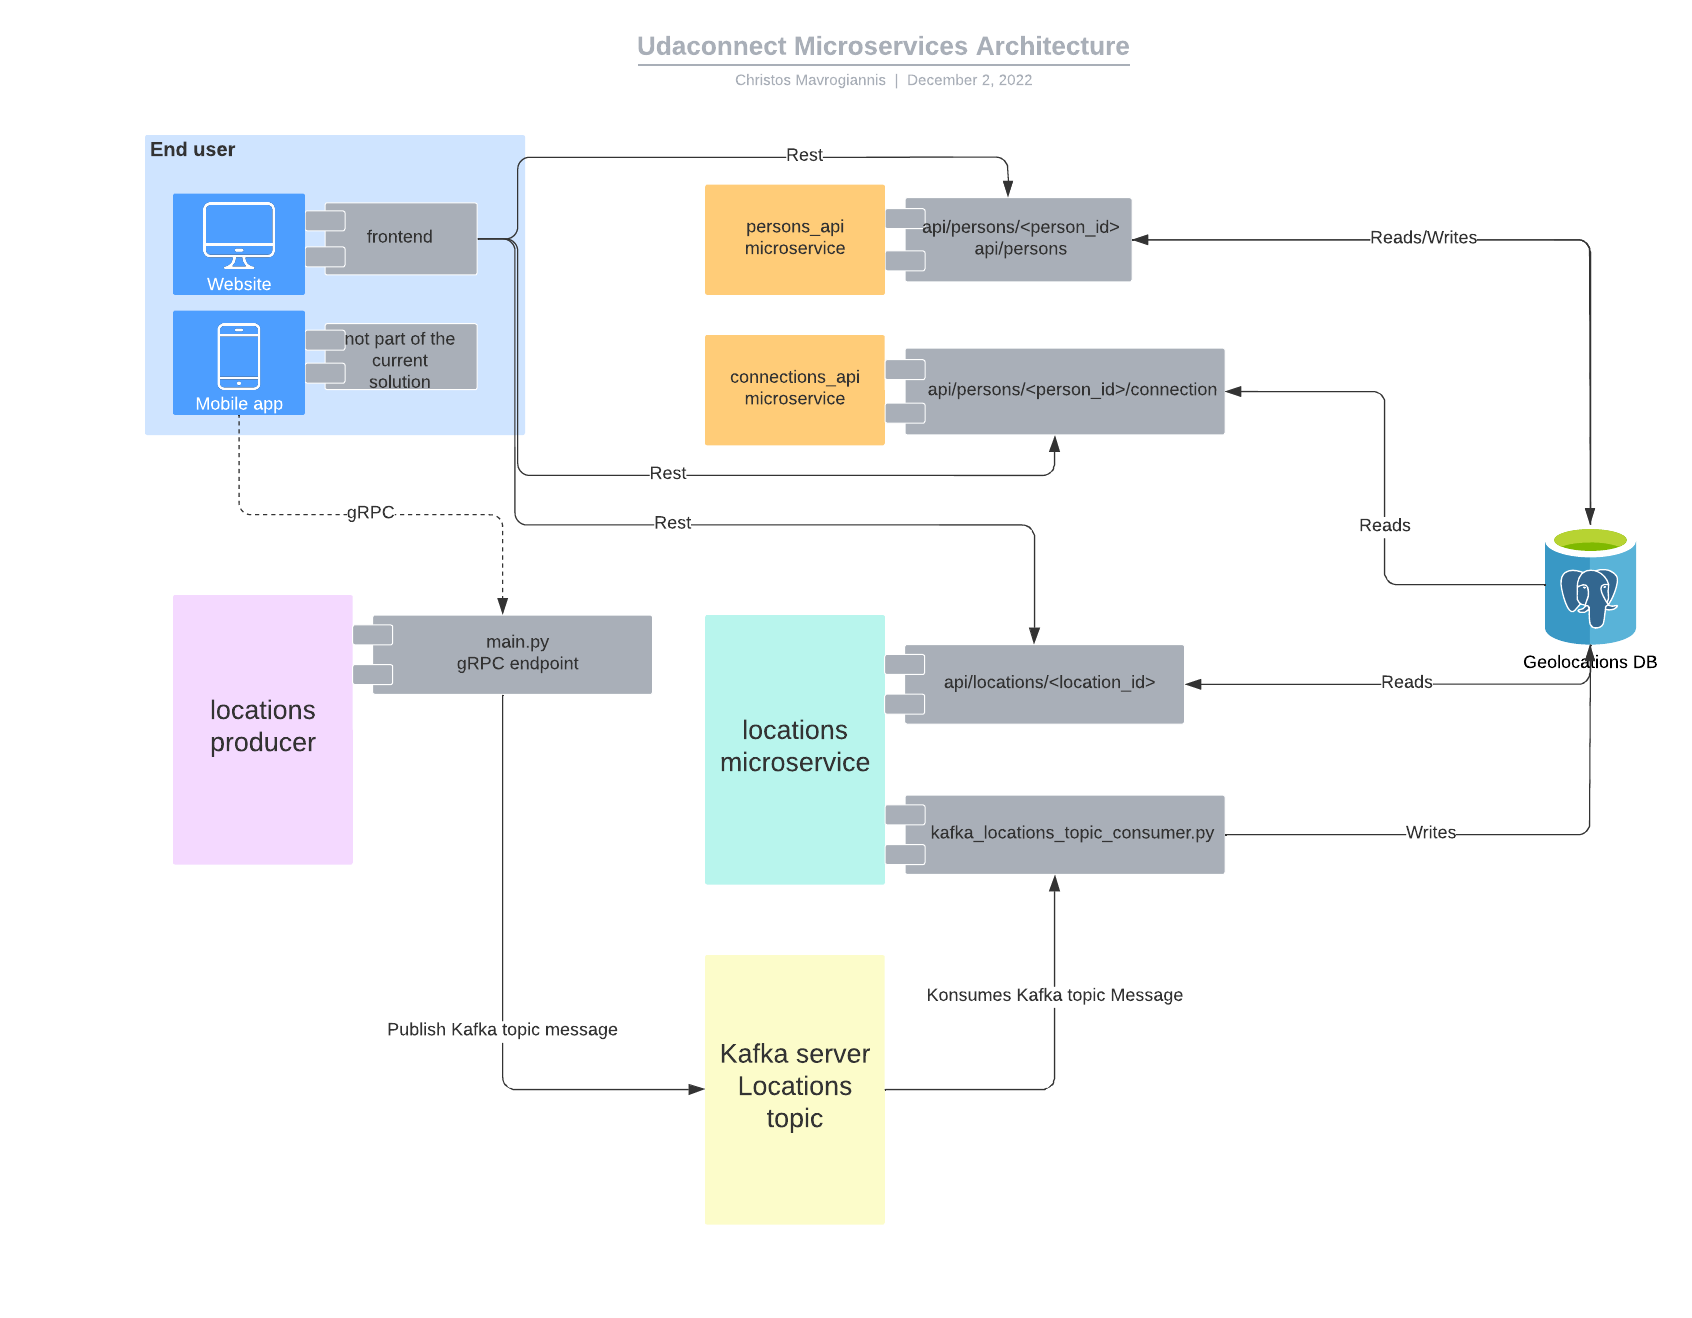 Udaconnect Microservices Architecture
Christos Mavrogiannis | December 2, 2022
End user
Website
frontend
Mobile app
not part of the
current
solution
Rest
persons_api
microservice
api/persons/<person_id>
api/persons
Reads/Writes
connections_api
microservice
api/persons/<person_id>/connection
Rest
gRPC
Rest
Reads
Geolocations DB
locations
producer
main.py
gRPC endpoint
locations
microservice
api/locations/<location_id>
Reads
kafka_locations_topic_consumer.py
Writes
Konsumes Kafka topic Message
Publish Kafka topic message
Kafka server
Locations
topic